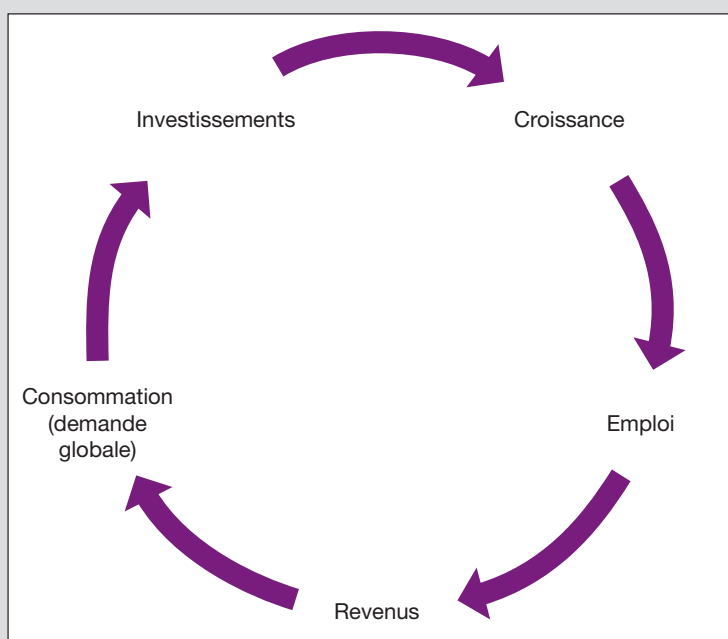 Investissements
Croissance
Consommation
(demande
globale)
Emploi
Revenus